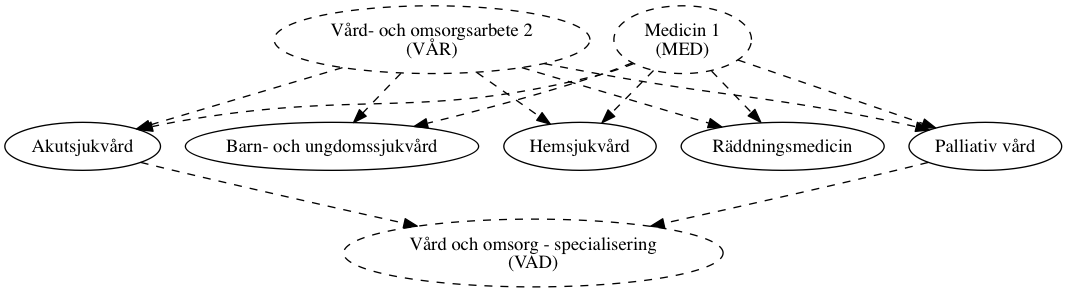 Vård- och omsorgsarbete 2
(VÅR)
Medicin 1
(MED)
Akutsjukvård
Barn- och ungdomssjukvård
Hemsjukvård
Räddningsmedicin
Palliativ vård
Vård och omsorg - specialisering
(VAD)